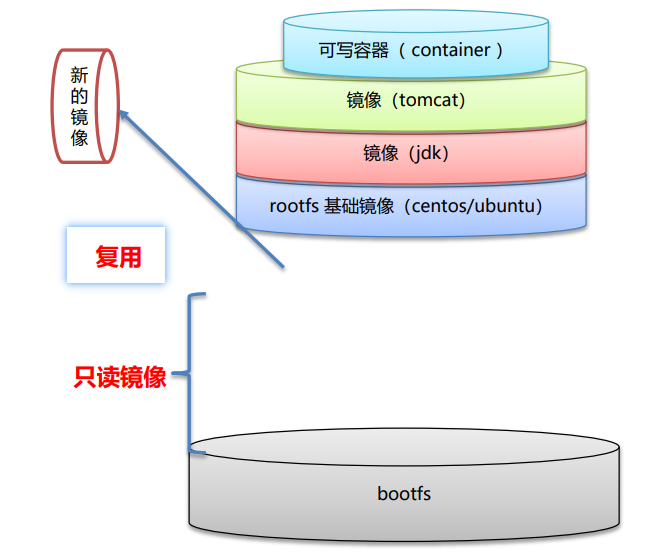 可写容器（ container ）
新的镜像
镜像（tomcat）
镜像（jdk）
rootfs 基础镜像（centos/ubuntu）
复用
只读镜像
bootfs